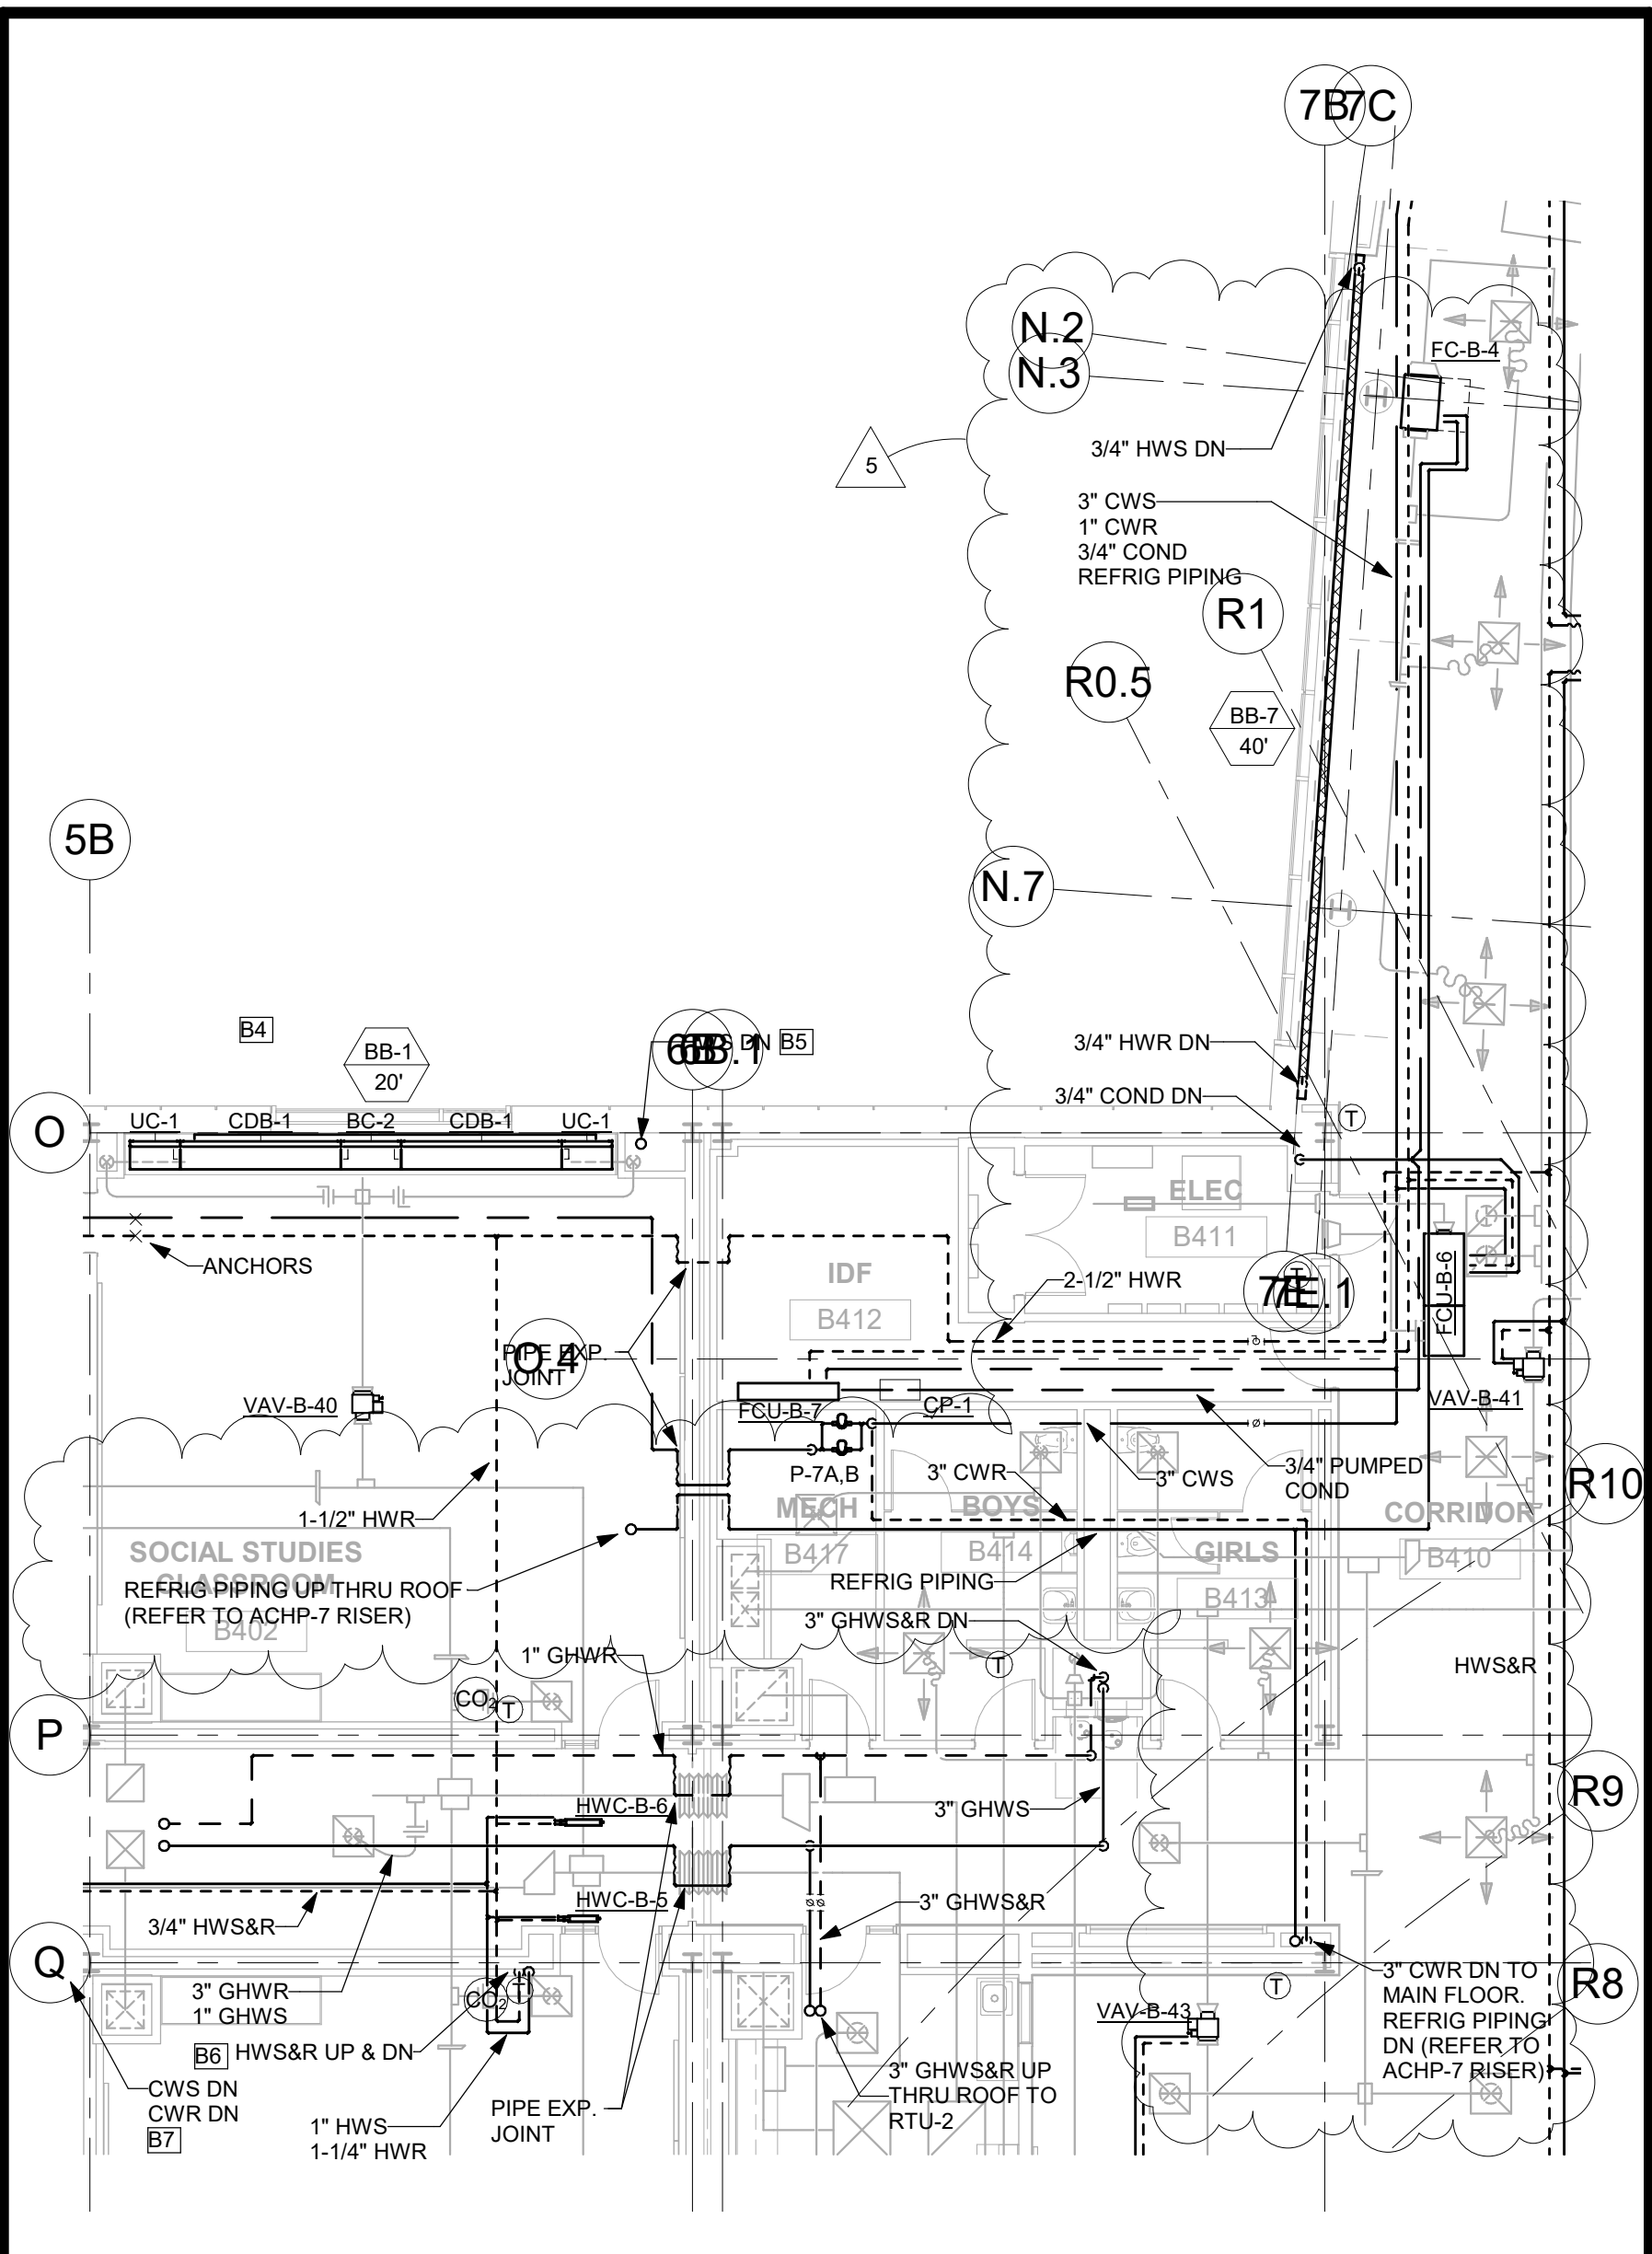 7B
7C
N.2
N.3
FC-B-4
5
3/4" HWS DN
3" CWS
1" CWR
3/4" COND
REFRIG PIPING
R1
R0.5
BB-7
40'
5B
N.7
B4
BB-1
20'
B5
3/4" HWR DN
3/4" COND DN
O
UC-1
CDB-1
BC-2
CDB-1
UC-1
T
ELEC
B411
ANCHORS
IDF
B412
2-1/2" HWR
T
7E.1
FCU-B-6
PIPE EXP.
JOINT
O.4
VAV-B-40
FCU-B-7
CP-1
VAV-B-41
P-7A,B
3" CWR
3" CWS
3/4" PUMPED
COND
R10
1-1/2" HWR
MECH
B417
BOYS
B414
GIRLS
B413
CORRIDOR
B410
SOCIAL STUDIES
CLASSROOM
B402
REFRIG PIPING UP THRU ROOF
(REFER TO ACHP-7 RISER)
REFRIG PIPING
3" GHWS&R DN
1" GHWR
T
HWS&R
CO2
T
P
R9
HWC-B-6
3" GHWS
HWC-B-5
3" GHWS&R
3/4" HWS&R
Q
3" GHWR
1" GHWS
CO2
T
T
3" CWR DN TO
MAIN FLOOR.
REFRIG PIPING
DN (REFER TO
ACHP-7 RISER)
R8
VAV-B-43
B6
HWS&R UP & DN
CWS DN
CWR DN
B7
1" HWS
1-1/4" HWR
PIPE EXP.
JOINT
3" GHWS&R UP
THRU ROOF TO
RTU-2